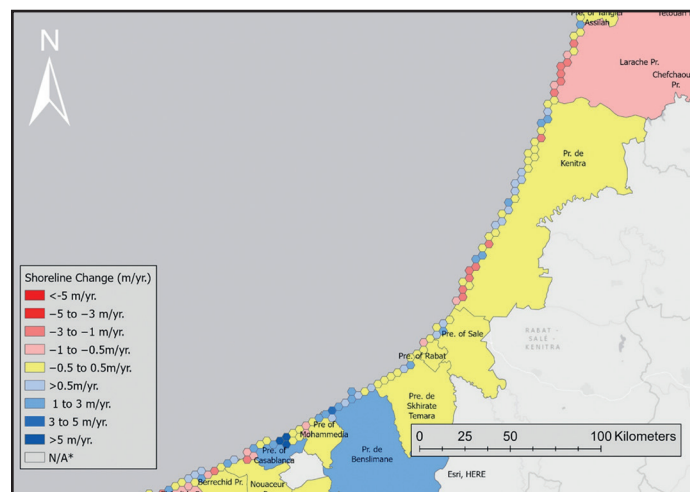 N
Pre. of Tangier
Assilah
Tetouan
Larache Pr.
Chefchaou
Pr.
Pr. de
Kenitra
Shoreline Change (m/yr.)
<-5 m/yr.
−5 to −3 m/yr.
−3 to −1 m/yr.
−1 to −0.5m/yr.
−0.5 to 0.5m/yr.
>0.5m/yr.
1 to 3 m/yr.
3 to 5 m/yr.
>5 m/yr.
N/A*
Pre. of Sale
RABAT -
SALE -
KENITRA
Pre. of Rabat
Pre. de
Skhirate
Temara
Pre of
Mohammedia
Pre. of
Casablanca
Pr. de
Benslimane
Berrechid Pr.
Nouaceur
0 25 50 100 Kilometers
Esri, HERE